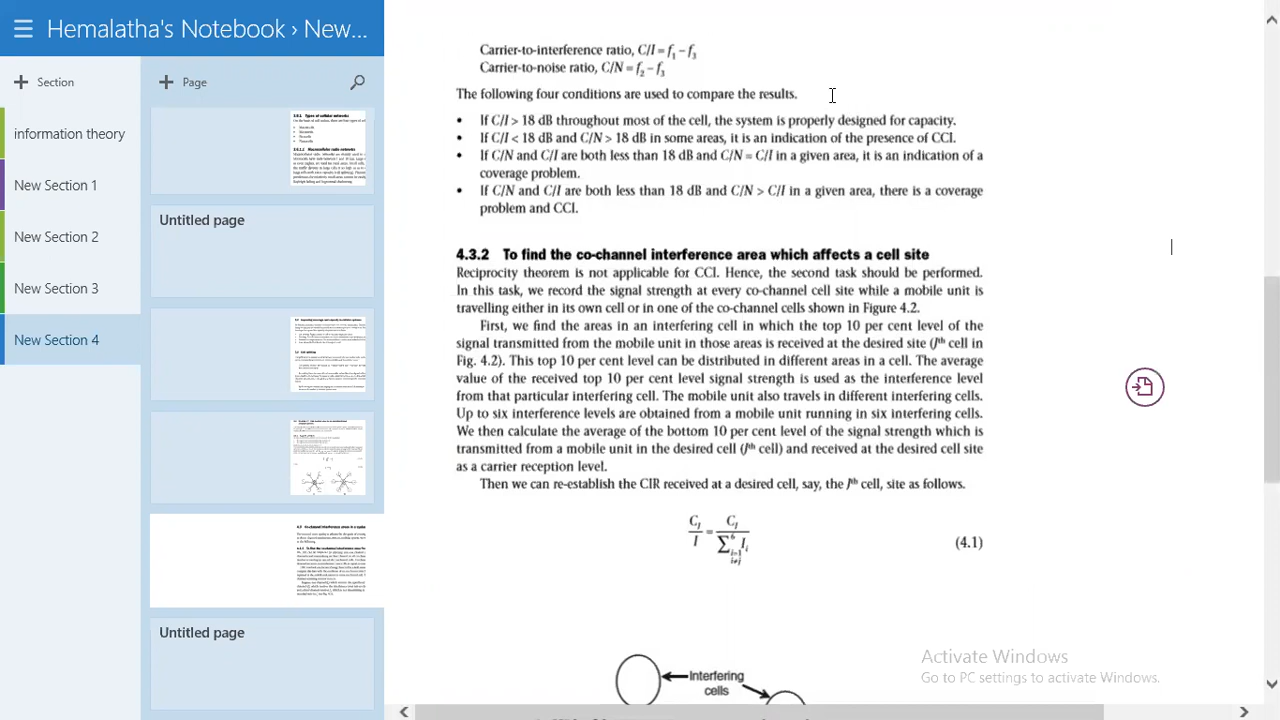 Hemalatha's Notebook › New...
Section
Page
information theory
New Section 1
New Section 2
New Section 3
New Section 4
Untitled page
Untitled page
Carrier-to-interference ratio, C/I = f₁ – f₃
Carrier-to-noise ratio, C/N = f₂ – f₃
The following four conditions are used to compare the results.
• If C/I > 18 dB throughout most of the cell, the system is properly designed for capacity.
• If C/I < 18 dB and C/N > 18 dB in some areas, it is an indication of the presence of CCI.
• If C/N and C/I are both less than 18 dB and C/N = C/I in a given area, it is an indication of a
coverage problem.
• If C/N and C/I are both less than 18 dB and C/N > C/I in a given area, there is a coverage
problem and CCI.
4.3.2 To find the co-channel interference area which affects a cell site
Reciprocity theorem is not applicable for CCI. Hence, the second task should be performed.
In this task, we record the signal strength at every co-channel cell site while a mobile unit is
travelling either in its own cell or in one of the co-channel cells shown in Figure 4.2.
First, we find the areas in an interfering cell in which the top 10 per cent level of the
signal transmitted from the mobile unit in those areas is received at the desired site (Jth cell in
Fig. 4.2). This top 10 per cent level can be distributed in different areas in a cell. The average
value of the received top 10 per cent level signal strength is used as the interference level
from that particular interfering cell. The mobile unit also travels in different interfering cells.
Up to six interference levels are obtained from a mobile unit running in six interfering cells.
We then calculate the average of the bottom 10 per cent level of the signal strength which is
transmitted from a mobile unit in the desired cell (Jth cell) and received at the desired cell site
as a carrier reception level.
Then we can re-establish the CIR received at a desired cell, say, the Jth cell, site as follows.
(4.1)
Interfering
cells
Activate Windows
Go to PC settings to activate Windows.